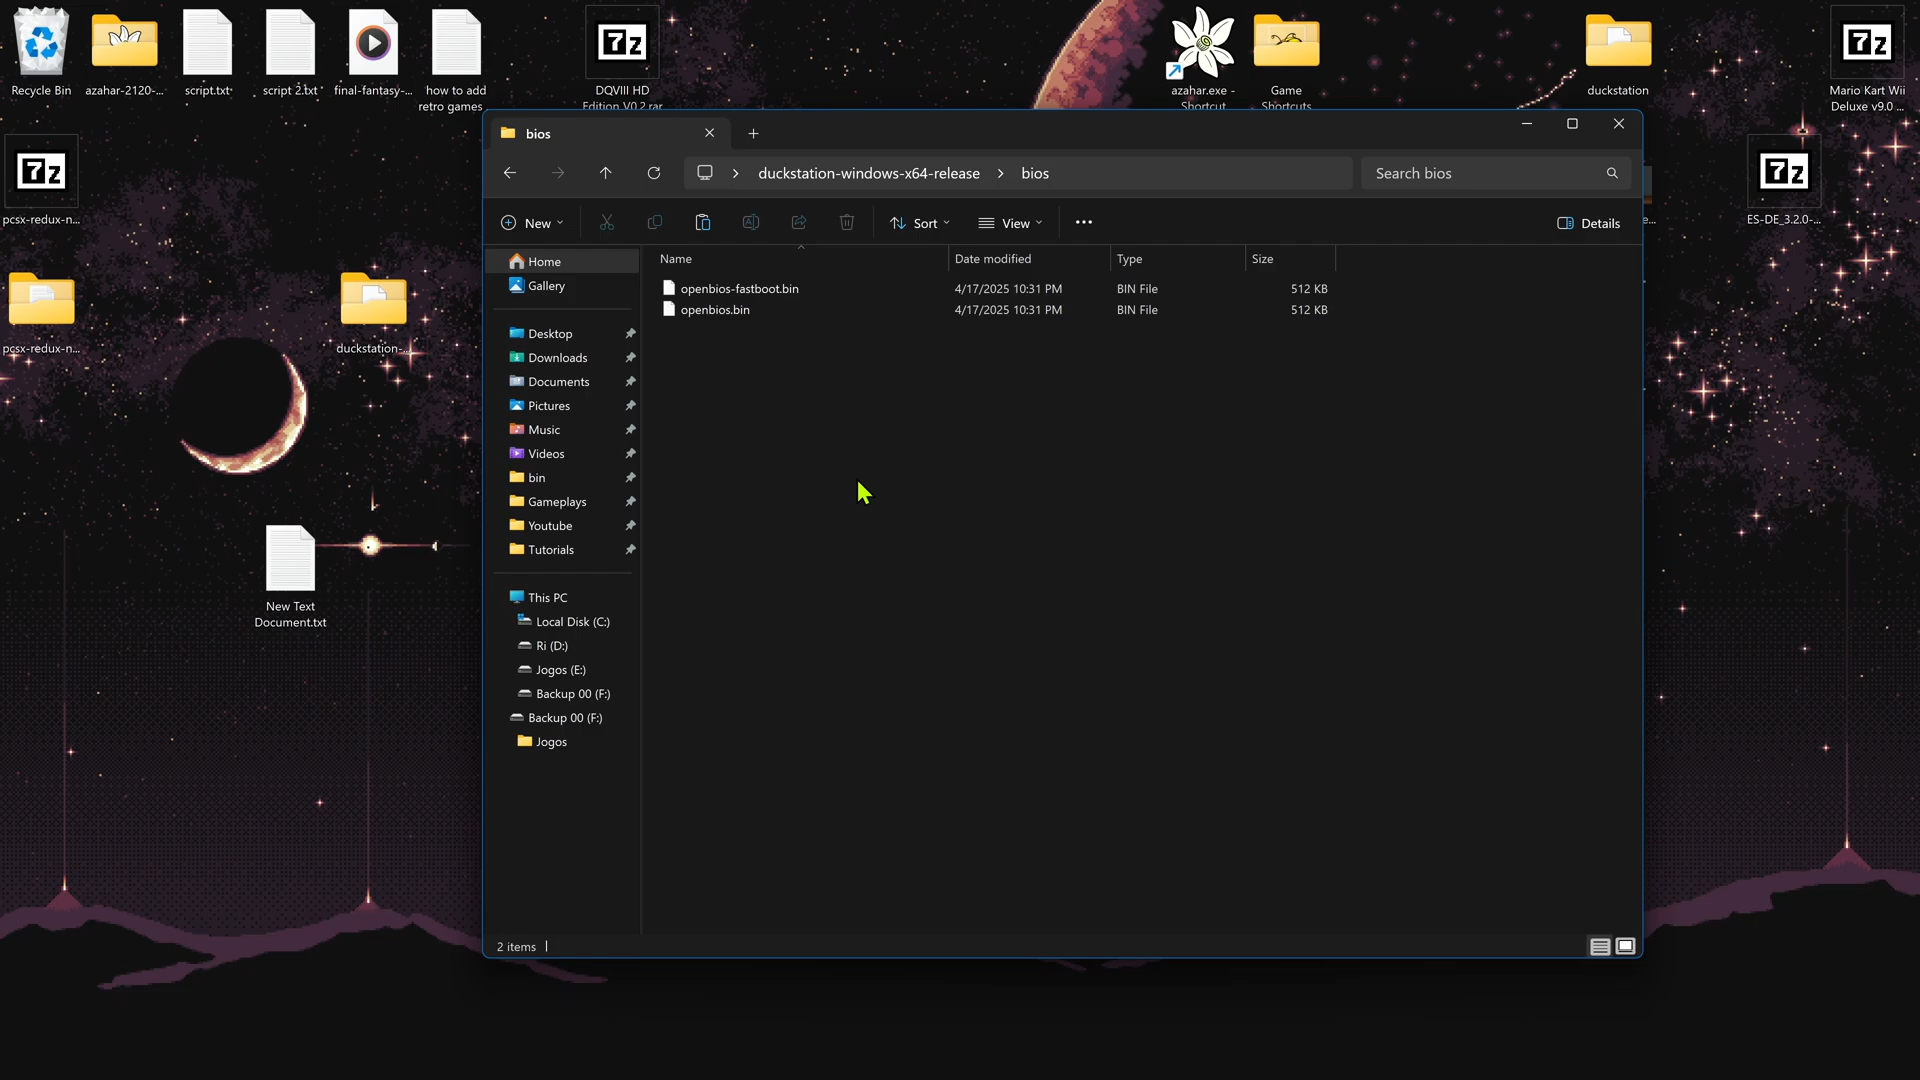 Recycle Bin
azahar-2120-...
script.txt
script 2.txt
final-fantasy-...
how to add
retro games
7z
DQVIII HD
Edition V0.2.rar
azahar.exe -
Shortcut
Game
Shortcuts
duckstation
7z
Mario Kart Wii
Deluxe v9.0 ...
7z
pcsx-redux-n...
7z
ES-DE_3.2.0-...
pcsx-redux-n...
duckstation-...
New Text
Document.txt
bios
duckstation-windows-x64-release > bios
Search bios
New
Sort
View
Details
Home
Gallery
Desktop
Downloads
Documents
Pictures
Music
Videos
bin
Gameplays
Youtube
Tutorials
This PC
Local Disk (C:)
Ri (D:)
Jogos (E:)
Backup 00 (F:)
Backup 00 (F:)
Jogos
Name Date modified Type Size
openbios-fastboot.bin 4/17/2025 10:31 PM BIN File 512 KB
openbios.bin 4/17/2025 10:31 PM BIN File 512 KB
2 items